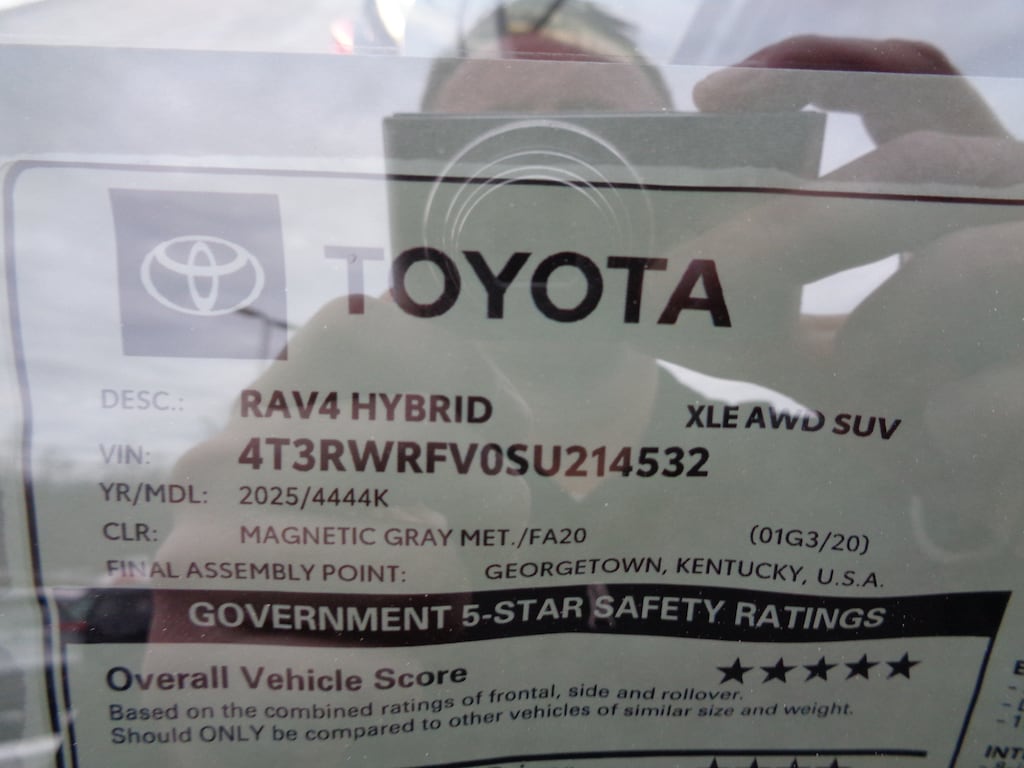 TOYOTA
DESC.: RAV4 HYBRID XLE AWD SUV
VIN: 4T3RWRFV0SU214532
YR/MDL: 2025/4444K
CLR: MAGNETIC GRAY MET./FA20 (01G3/20)
FINAL ASSEMBLY POINT: GEORGETOWN, KENTUCKY, U.S.A.
GOVERNMENT 5-STAR SAFETY RATINGS
Overall Vehicle Score ★★★★★
Based on the combined ratings of frontal, side and rollover.
Should ONLY be compared to other vehicles of similar size and weight.